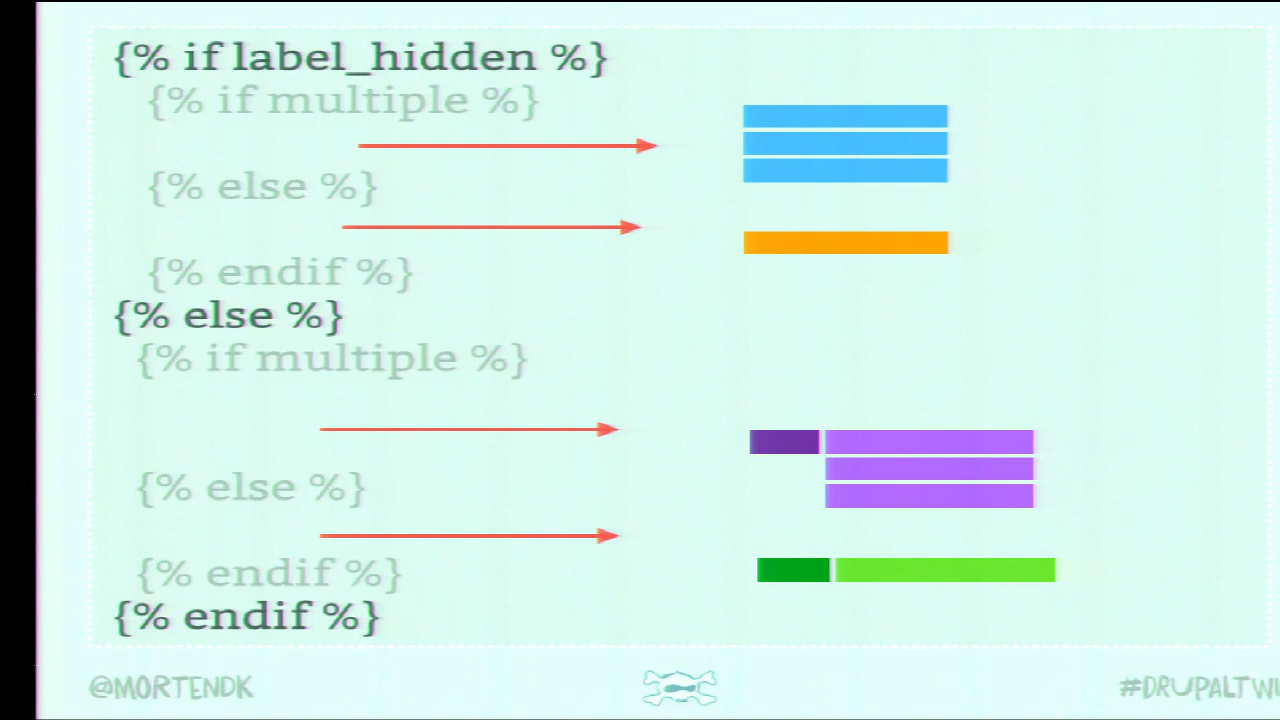 {% if label_hidden %}
{% if multiple %}
{% else %}
{% endif %}
{% else %}
{% if multiple %}
{% else %}
{% endif %}
{% endif %}
@MORTENDK